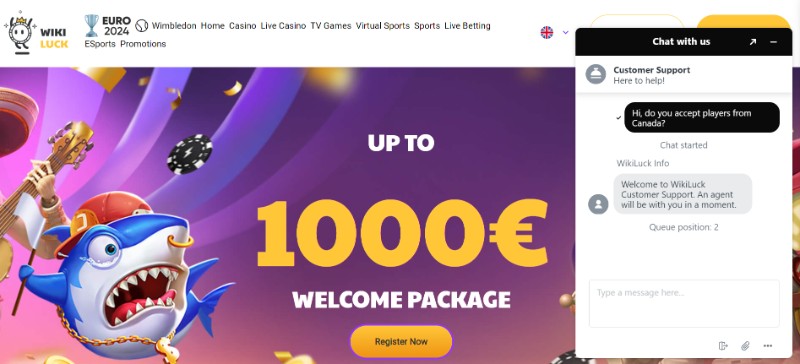 WIKI
LUCK
EURO
2024
Wimbledon Home Casino Live Casino TV Games Virtual Sports Sports Live Betting
ESports Promotions
UP TO
1000€
WELCOME PACKAGE
Register Now
Chat with us
Customer Support
Here to help!
Hi, do you accept players from
Canada?
Chat started
WikiLuck Info
Welcome to WikiLuck
Customer Support. An agent
will be with you in a moment.
Queue position: 2
Type a message here...